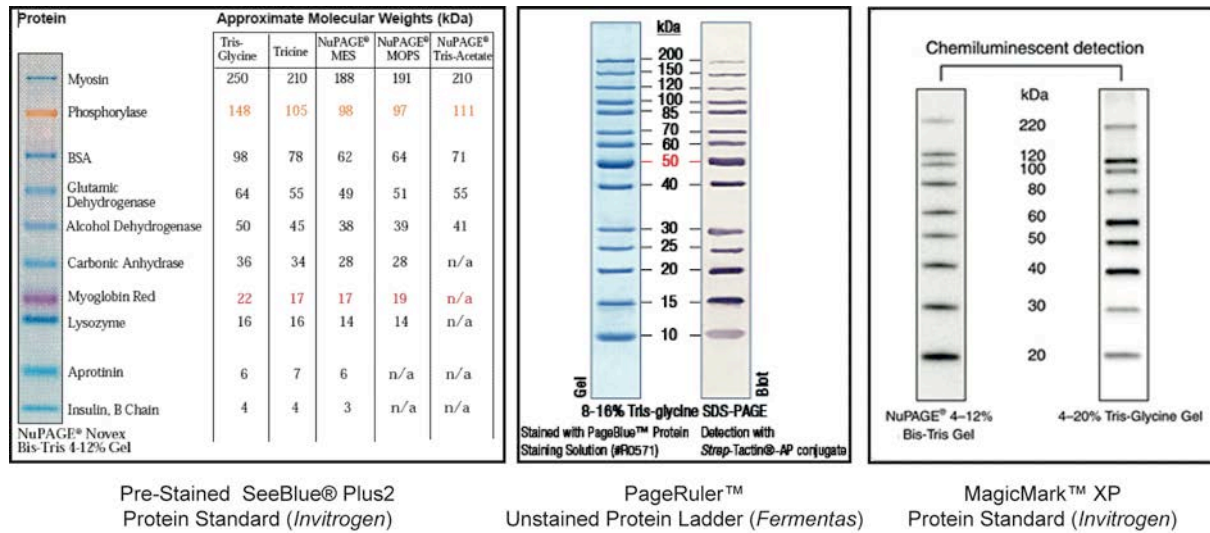 Protein
Approximate Molecular Weights (kDa)
Tris-Glycine Tricine NuPAGE® MES NuPAGE® MOPS NuPAGE® Tris-Acetate
Myosin 250 210 188 191 210
Phosphorylase 148 105 98 97 111
BSA 98 78 62 64 71
Glutamic Dehydrogenase 64 55 49 51 55
Alcohol Dehydrogenase 50 45 38 39 41
Carbonic Anhydrase 36 34 28 28 n/a
Myoglobin Red 22 17 17 19 n/a
Lysozyme 16 16 14 14 n/a
Aprotinin 6 7 6 n/a n/a
Insulin, B Chain 4 4 3 n/a n/a
NuPAGE® Novex
Bis-Tris 4-12% Gel
Pre-Stained SeeBlue® Plus2
Protein Standard (Invitrogen)
kDa
200
150
120
100
85
70
60
50
40
30
25
20
15
10
Gel
Blot
8-16% Tris-glycine SDS-PAGE
Stained with PageBlue™ Protein
Staining Solution (#R0571)
Detection with
Strep-Tactin®-AP conjugate
PageRuler™
Unstained Protein Ladder (Fermentas)
Chemiluminescent detection
kDa
220
120
100
80
60
50
40
30
20
NuPAGE® 4–12%
Bis-Tris Gel
4–20% Tris-Glycine Gel
MagicMark™ XP
Protein Standard (Invitrogen)